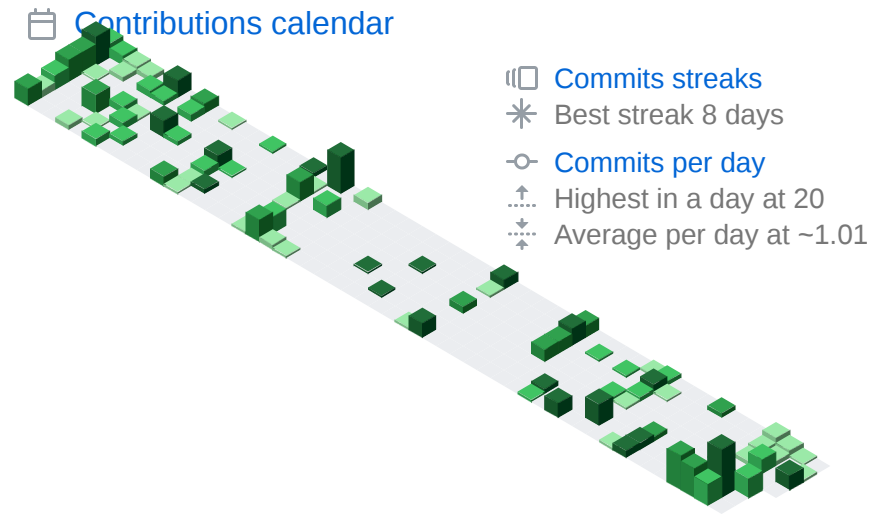 Contributions calendar
Commits streaks
Best streak 8 days
Commits per day
Highest in a day at 20
Average per day at ~1.01